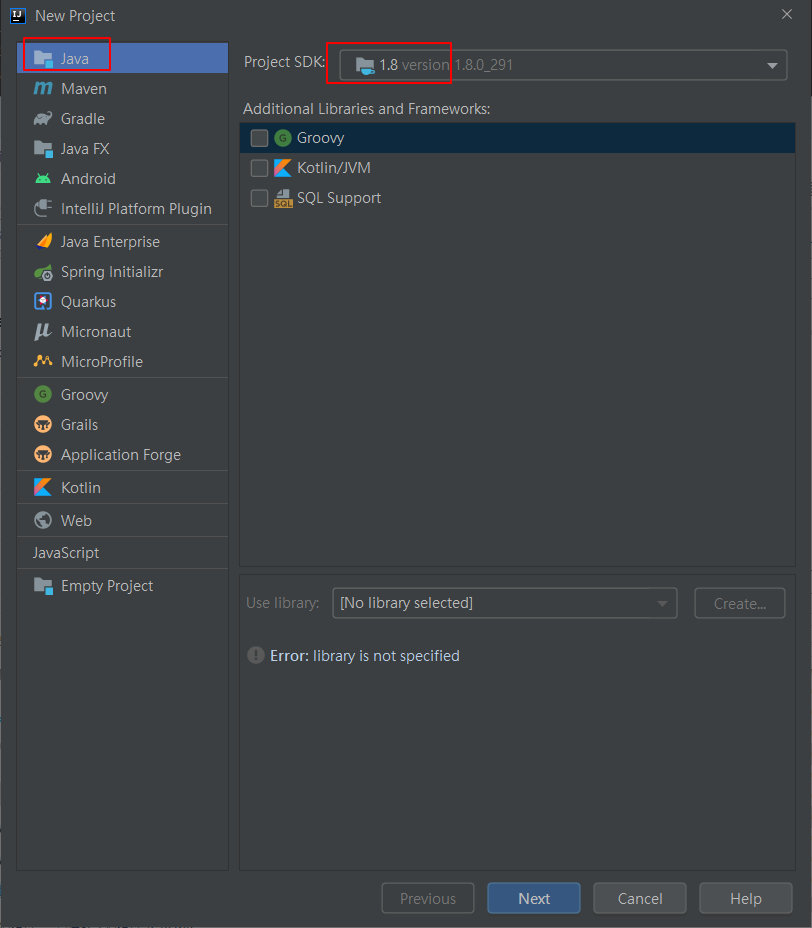 New Project
Java
Maven
Gradle
Java FX
Android
IntelliJ Platform Plugin
Java Enterprise
Spring Initializr
Quarkus
Micronaut
MicroProfile
Groovy
Grails
Application Forge
Kotlin
Web
JavaScript
Empty Project
Project SDK: 1.8 version 1.8.0_291
Additional Libraries and Frameworks:
Groovy
Kotlin/JVM
SQL Support
Use library: [No library selected] Create...
Error: library is not specified
Previous Next Cancel Help